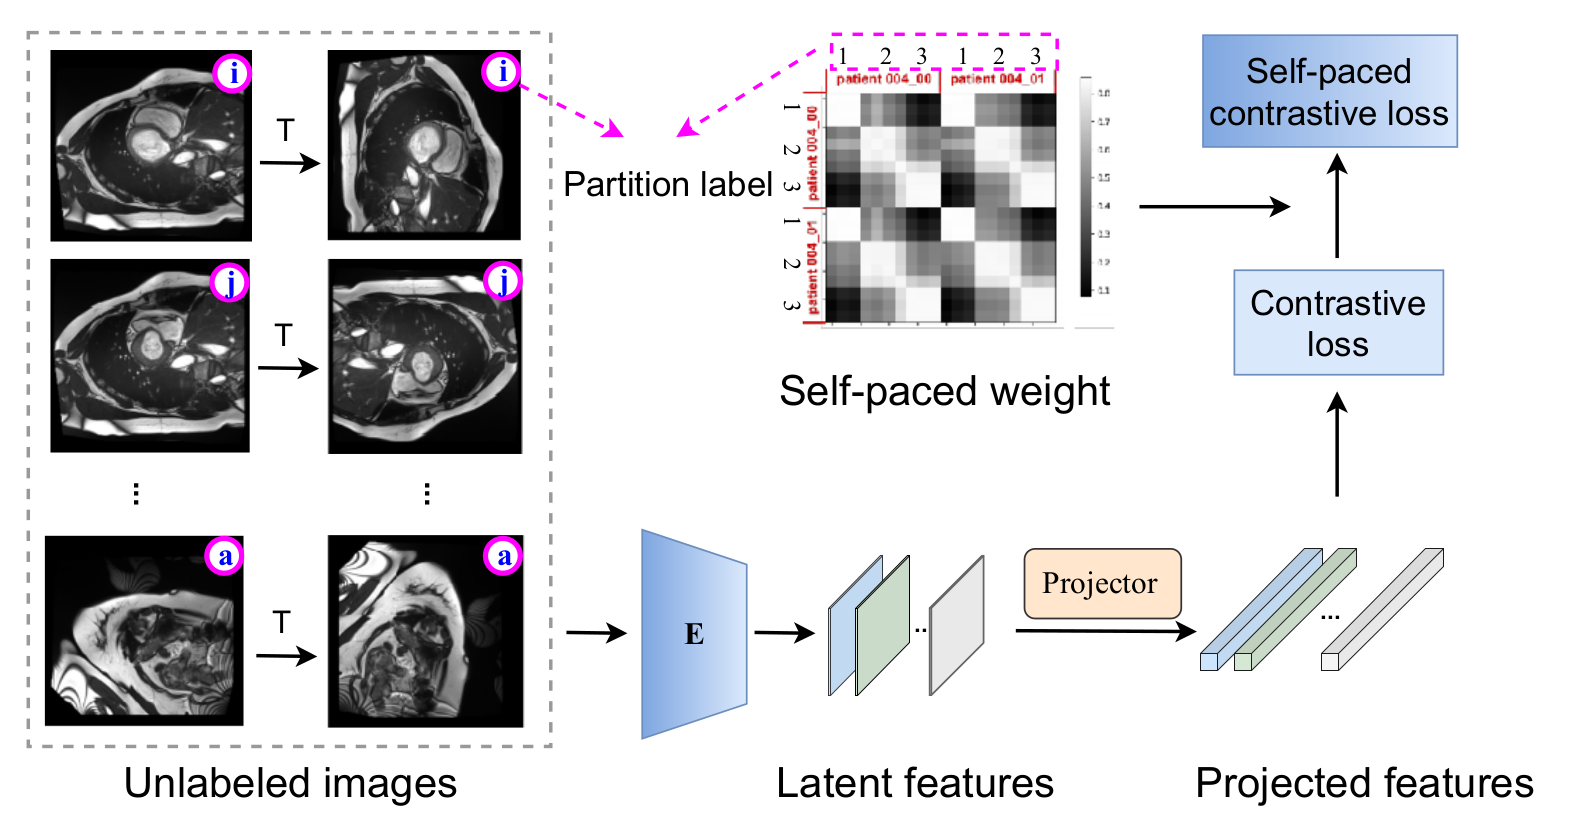 i
T
i
j
T
j
⋮
⋮
a
T
a
Unlabeled images
Partition label
1 2 3 1 2 3
patient 004_00 patient 004_01
1
2
3
patient 004_00
1
2
3
patient 004_01
Self-paced weight
Self-paced
contrastive loss
Contrastive
loss
E
..
Latent features
Projector
...
Projected features